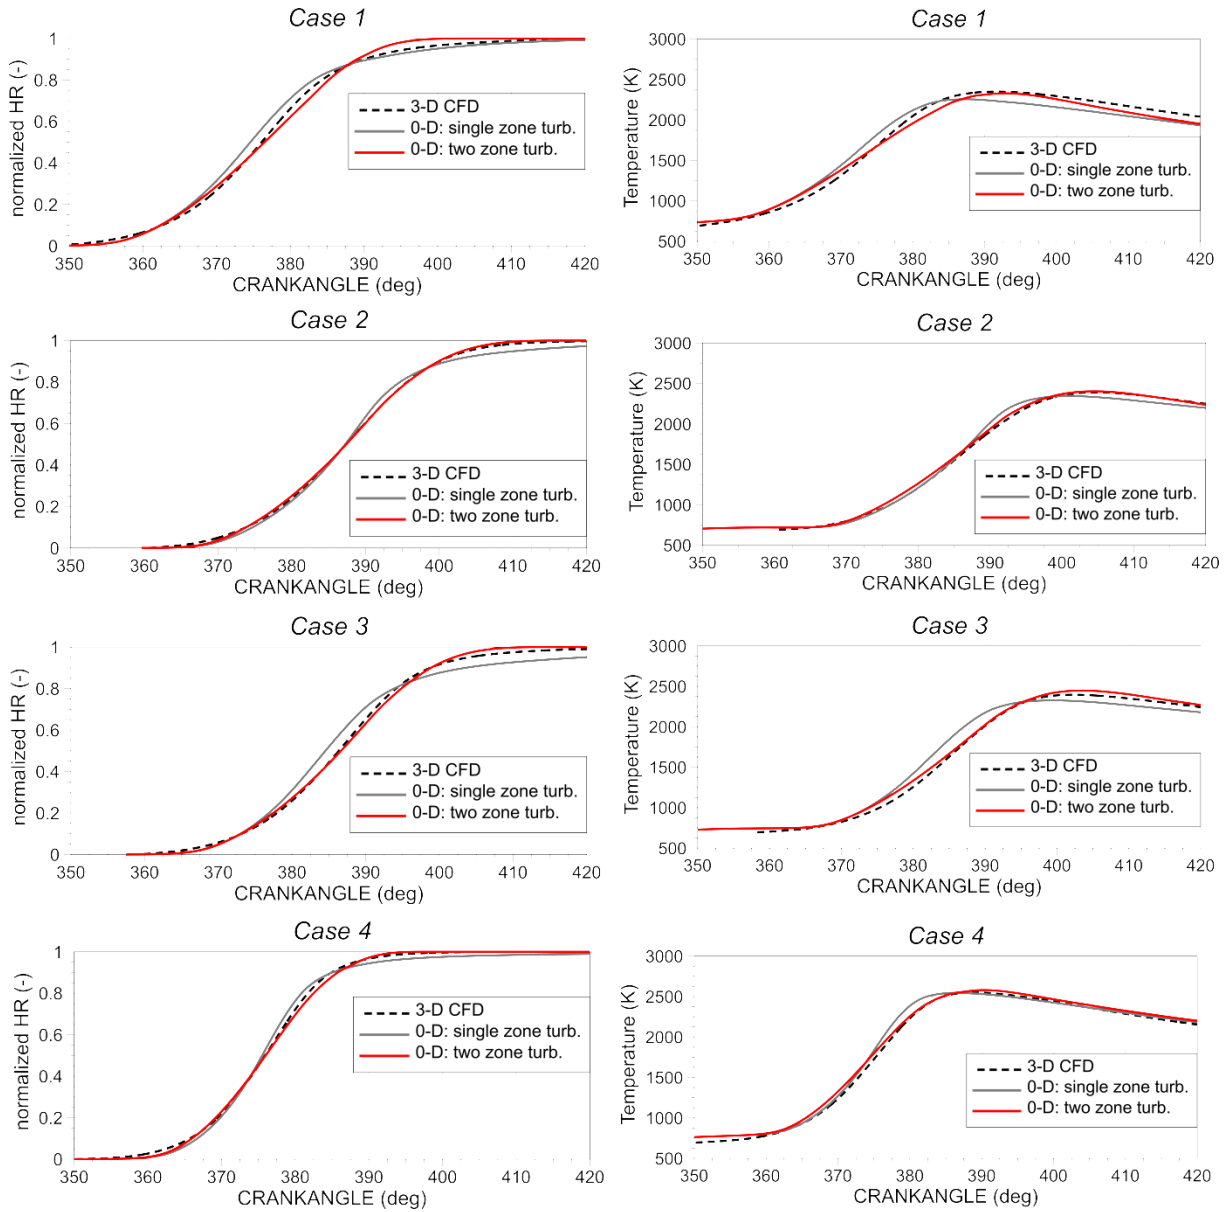 Case 1
normalized HR (-)
1
0.8
0.6
0.4
0.2
0
3-D CFD
0-D: single zone turb.
0-D: two zone turb.
350 360 370 380 390 400 410 420
CRANKANGLE (deg)
Case 1
Temperature (K)
3000
2500
2000
1500
1000
500
3-D CFD
0-D: single zone turb.
0-D: two zone turb.
350 360 370 380 390 400 410 420
CRANKANGLE (deg)
Case 2
normalized HR (-)
1
0.8
0.6
0.4
0.2
0
3-D CFD
0-D: single zone turb.
0-D: two zone turb.
350 360 370 380 390 400 410 420
CRANKANGLE (deg)
Case 2
Temperature (K)
3000
2500
2000
1500
1000
500
3-D CFD
0-D: single zone turb.
0-D: two zone turb.
350 360 370 380 390 400 410 420
CRANKANGLE (deg)
Case 3
normalized HR (-)
1
0.8
0.6
0.4
0.2
0
3-D CFD
0-D: single zone turb.
0-D: two zone turb.
350 360 370 380 390 400 410 420
CRANKANGLE (deg)
Case 3
Temperature (K)
3000
2500
2000
1500
1000
500
3-D CFD
0-D: single zone turb.
0-D: two zone turb.
350 360 370 380 390 400 410 420
CRANKANGLE (deg)
Case 4
normalized HR (-)
1
0.8
0.6
0.4
0.2
0
3-D CFD
0-D: single zone turb.
0-D: two zone turb.
350 360 370 380 390 400 410 420
CRANKANGLE (deg)
Case 4
Temperature (K)
3000
2500
2000
1500
1000
500
3-D CFD
0-D: single zone turb.
0-D: two zone turb.
350 360 370 380 390 400 410 420
CRANKANGLE (deg)